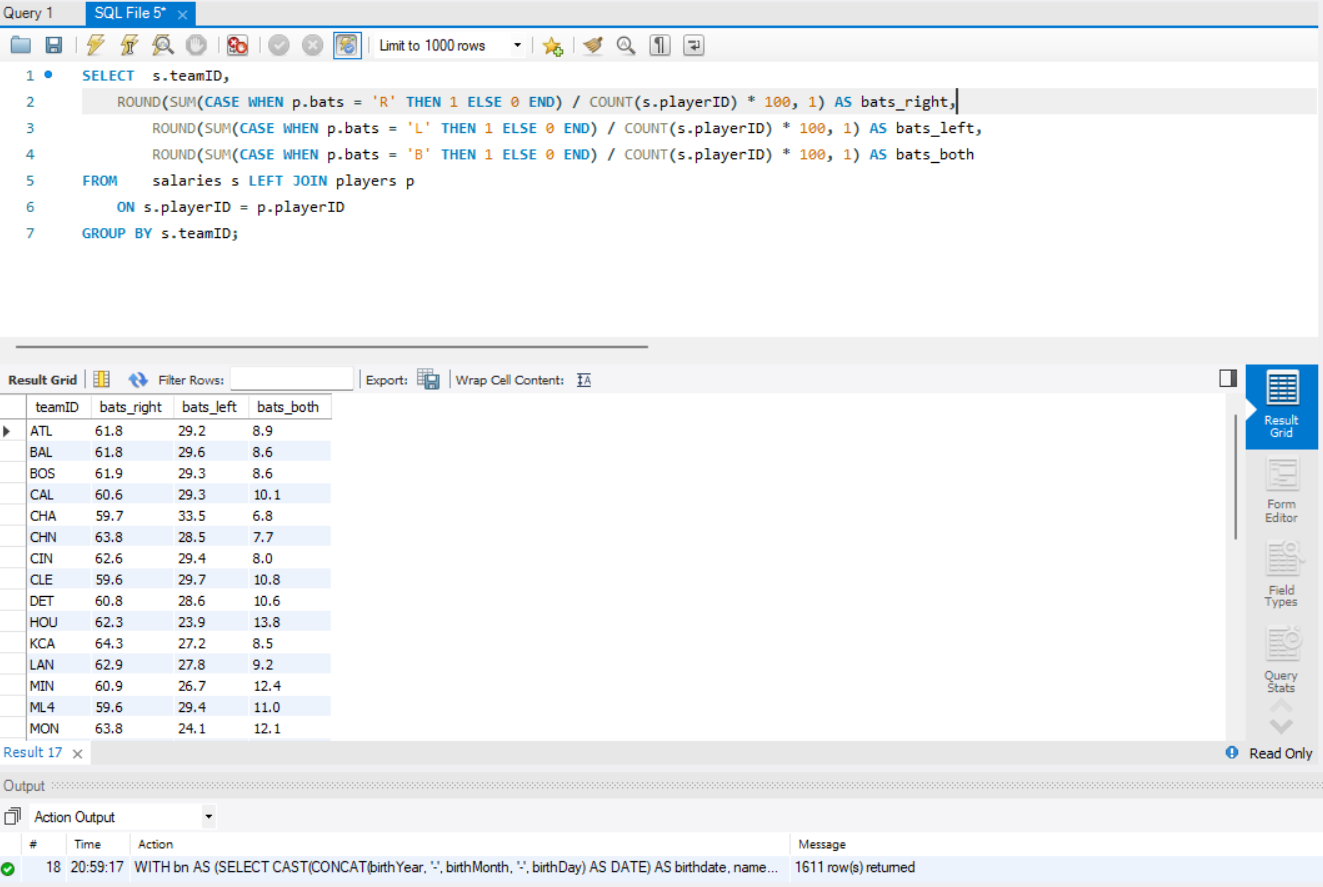 Query 1
SQL File 5*
Limit to 1000 rows
1 SELECT s.teamID,
2 ROUND(SUM(CASE WHEN p.bats = 'R' THEN 1 ELSE 0 END) / COUNT(s.playerID) * 100, 1) AS bats_right,
3 ROUND(SUM(CASE WHEN p.bats = 'L' THEN 1 ELSE 0 END) / COUNT(s.playerID) * 100, 1) AS bats_left,
4 ROUND(SUM(CASE WHEN p.bats = 'B' THEN 1 ELSE 0 END) / COUNT(s.playerID) * 100, 1) AS bats_both
5 FROM salaries s LEFT JOIN players p
6 ON s.playerID = p.playerID
7 GROUP BY s.teamID;
Result Grid Filter Rows: Export: Wrap Cell Content: IA
teamID bats_right bats_left bats_both
ATL 61.8 29.2 8.9
BAL 61.8 29.6 8.6
BOS 61.9 29.3 8.6
CAL 60.6 29.3 10.1
CHA 59.7 33.5 6.8
CHN 63.8 28.5 7.7
CIN 62.6 29.4 8.0
CLE 59.6 29.7 10.8
DET 60.8 28.6 10.6
HOU 62.3 23.9 13.8
KCA 64.3 27.2 8.5
LAN 62.9 27.8 9.2
MIN 60.9 26.7 12.4
ML4 59.6 29.4 11.0
MON 63.8 24.1 12.1
Result
Grid
Form
Editor
Field
Types
Query
Stats
Result 17
Read Only
Output
Action Output
# Time Action Message
18 20:59:17 WITH bn AS (SELECT CAST(CONCAT(birthYear, '-', birthMonth, '-', birthDay) AS DATE) AS birthdate, name... 1611 row(s) returned